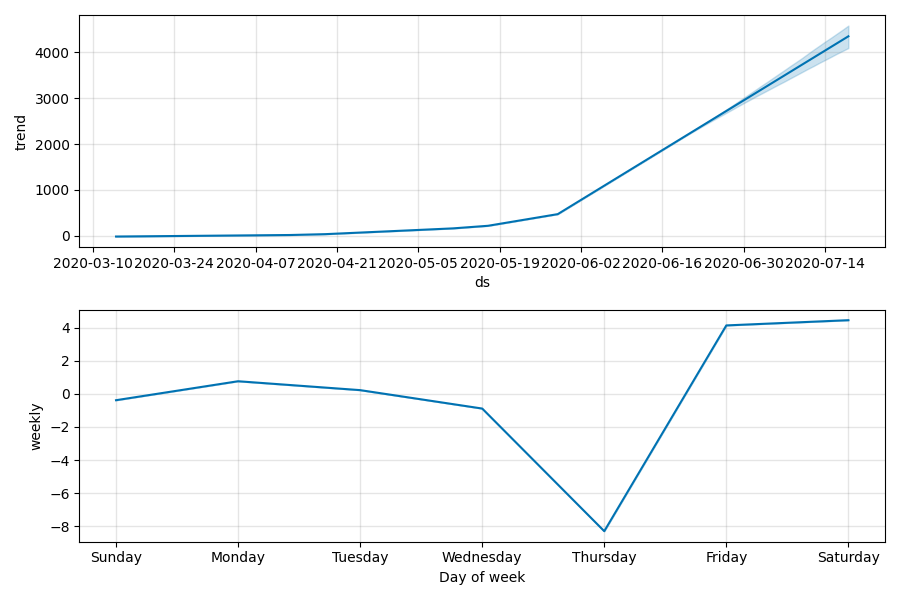 trend
4000
3000
2000
1000
0
2020-03-10 2020-03-24 2020-04-07 2020-04-21 2020-05-05 2020-05-19 2020-06-02 2020-06-16 2020-06-30 2020-07-14
ds
weekly
4
2
0
−2
−4
−6
−8
Sunday Monday Tuesday Wednesday Thursday Friday Saturday
Day of week